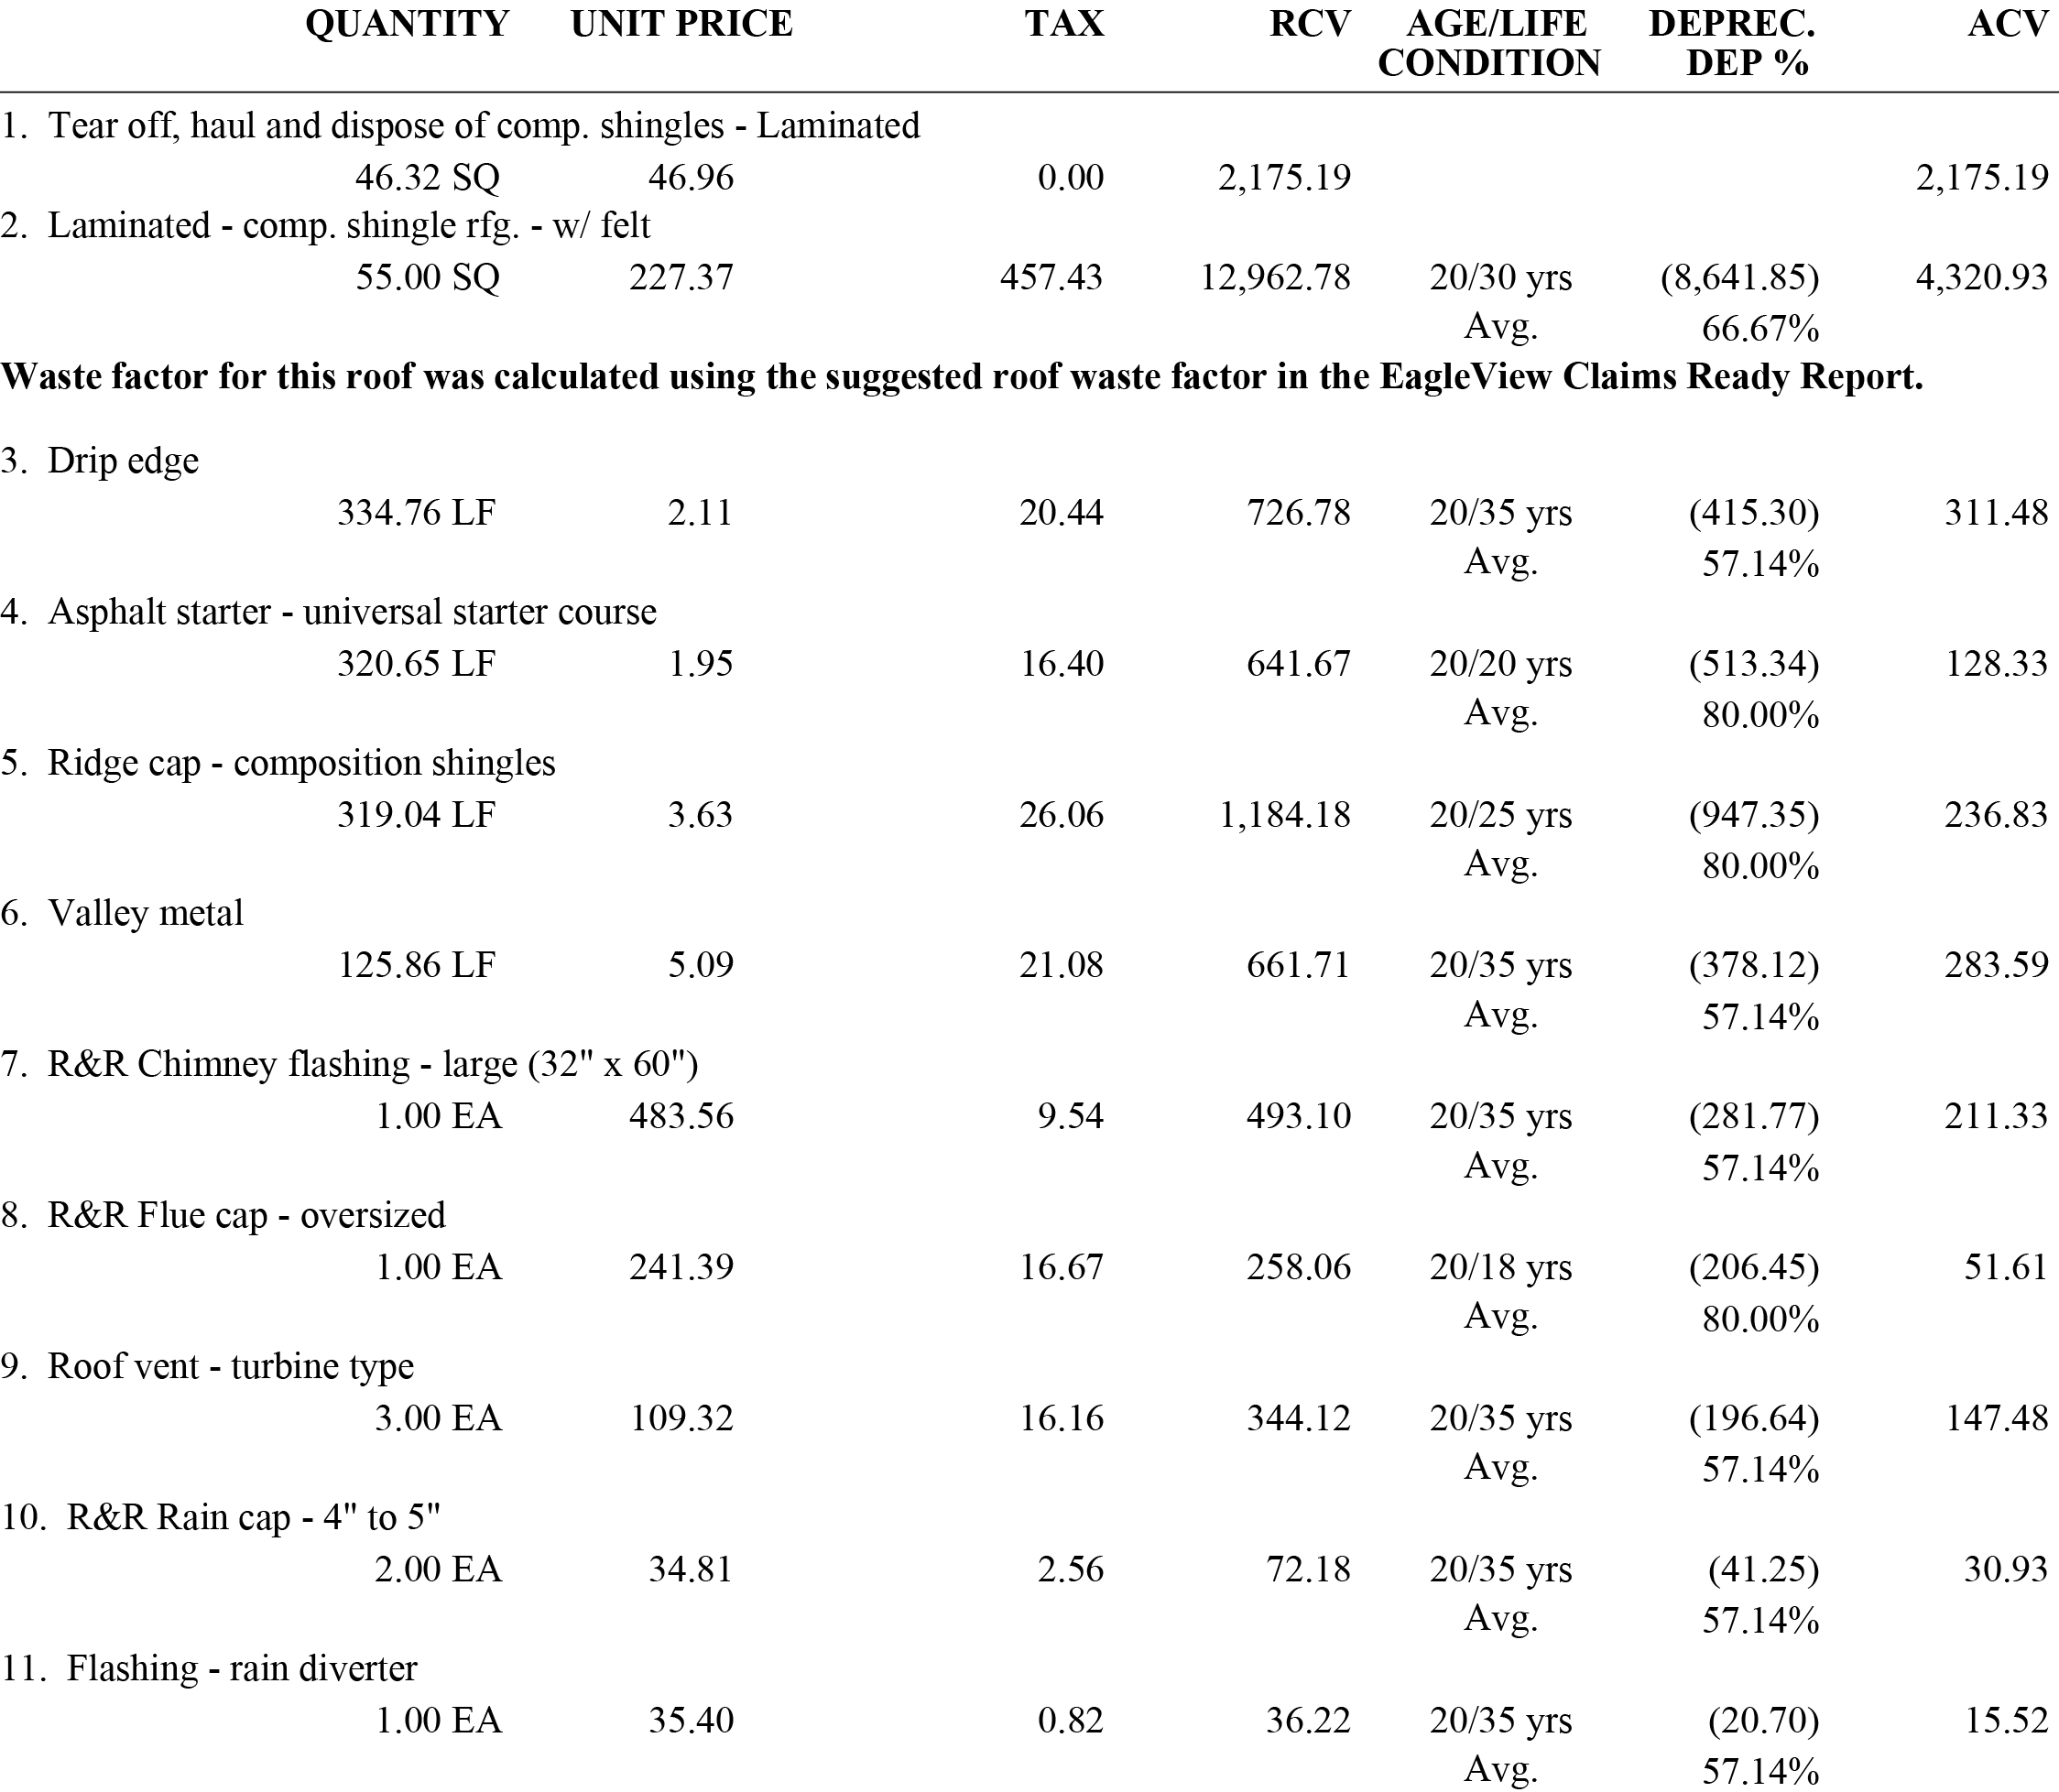 QUANTITY UNIT PRICE TAX RCV AGE/LIFE DEPREC. ACV
CONDITION DEP %
1. Tear off, haul and dispose of comp. shingles - Laminated
46.32 SQ 46.96 0.00 2,175.19 2,175.19
2. Laminated - comp. shingle rfg. - w/ felt
55.00 SQ 227.37 457.43 12,962.78 20/30 yrs (8,641.85) 4,320.93
Avg. 66.67%
Waste factor for this roof was calculated using the suggested roof waste factor in the EagleView Claims Ready Report.
3. Drip edge
334.76 LF 2.11 20.44 726.78 20/35 yrs (415.30) 311.48
Avg. 57.14%
4. Asphalt starter - universal starter course
320.65 LF 1.95 16.40 641.67 20/20 yrs (513.34) 128.33
Avg. 80.00%
5. Ridge cap - composition shingles
319.04 LF 3.63 26.06 1,184.18 20/25 yrs (947.35) 236.83
Avg. 80.00%
6. Valley metal
125.86 LF 5.09 21.08 661.71 20/35 yrs (378.12) 283.59
Avg. 57.14%
7. R&R Chimney flashing - large (32" x 60")
1.00 EA 483.56 9.54 493.10 20/35 yrs (281.77) 211.33
Avg. 57.14%
8. R&R Flue cap - oversized
1.00 EA 241.39 16.67 258.06 20/18 yrs (206.45) 51.61
Avg. 80.00%
9. Roof vent - turbine type
3.00 EA 109.32 16.16 344.12 20/35 yrs (196.64) 147.48
Avg. 57.14%
10. R&R Rain cap - 4" to 5"
2.00 EA 34.81 2.56 72.18 20/35 yrs (41.25) 30.93
Avg. 57.14%
11. Flashing - rain diverter
1.00 EA 35.40 0.82 36.22 20/35 yrs (20.70) 15.52
Avg. 57.14%